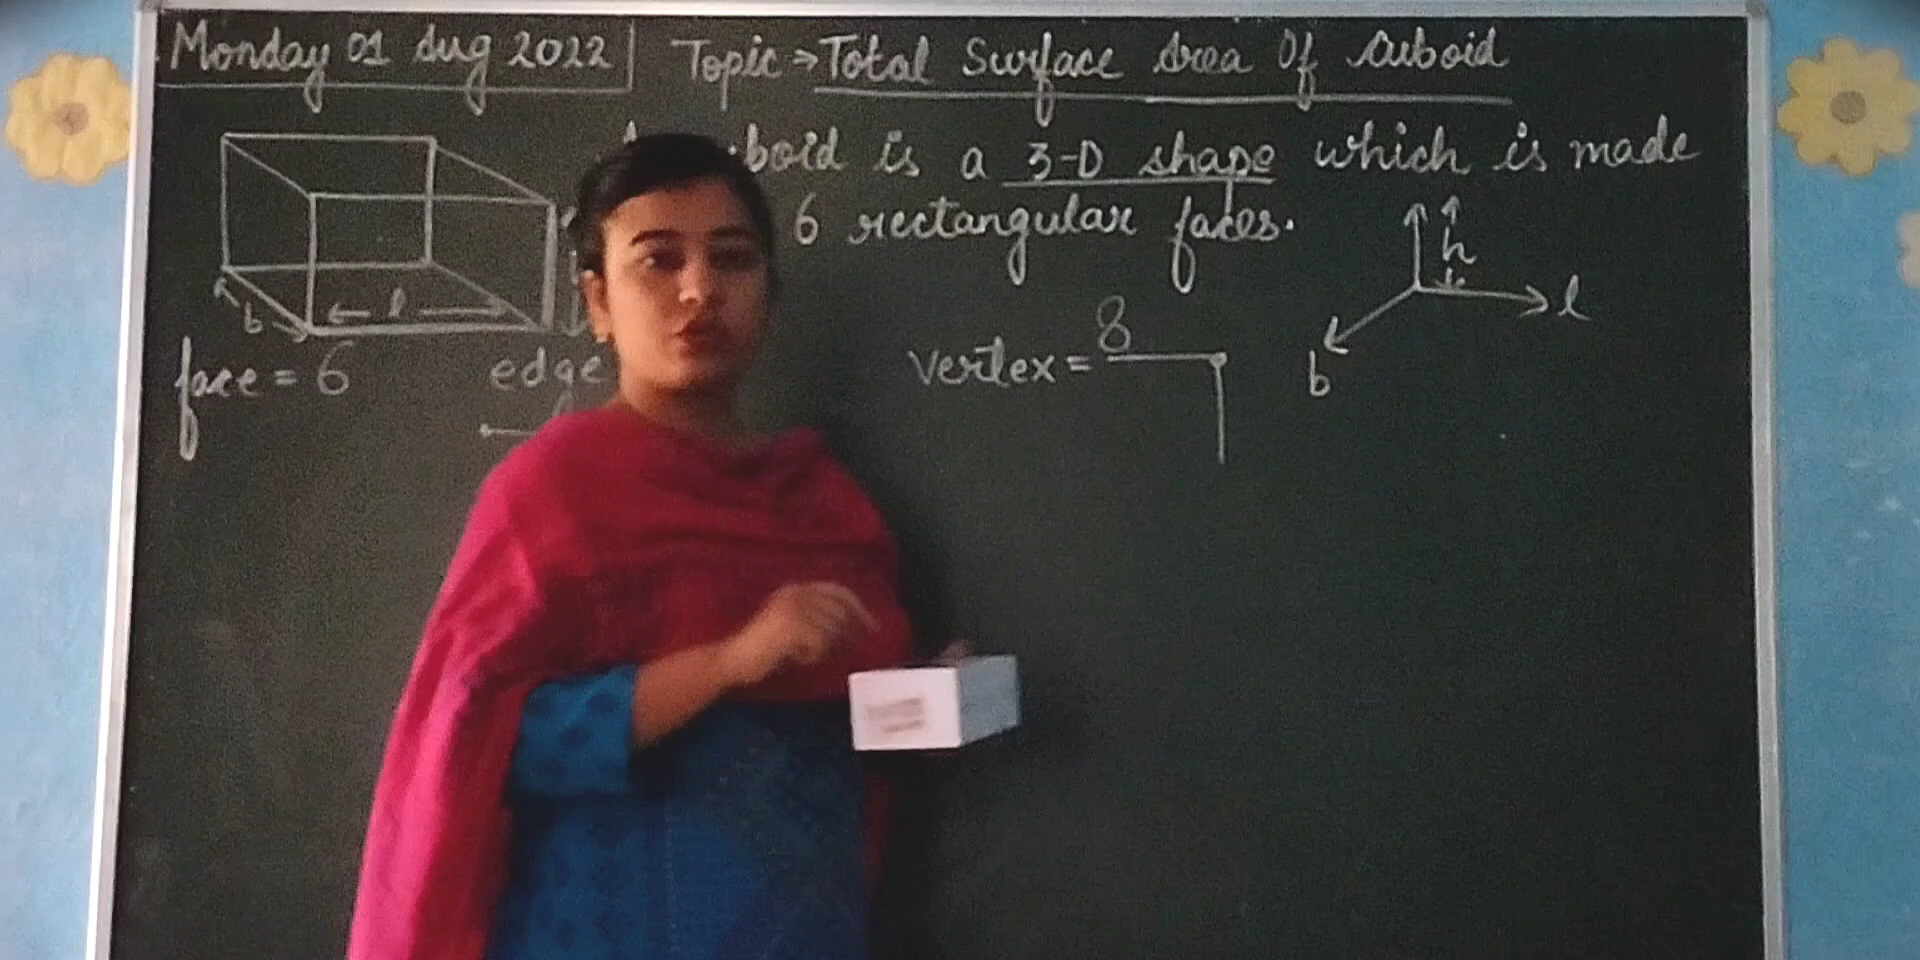 Monday 01 Aug 2022
Topic → Total Surface Area Of Cuboid
boid is a 3-D shape which is made
6 rectangular faces.
h
l
b
b
l
face = 6
edge
vertex = 8